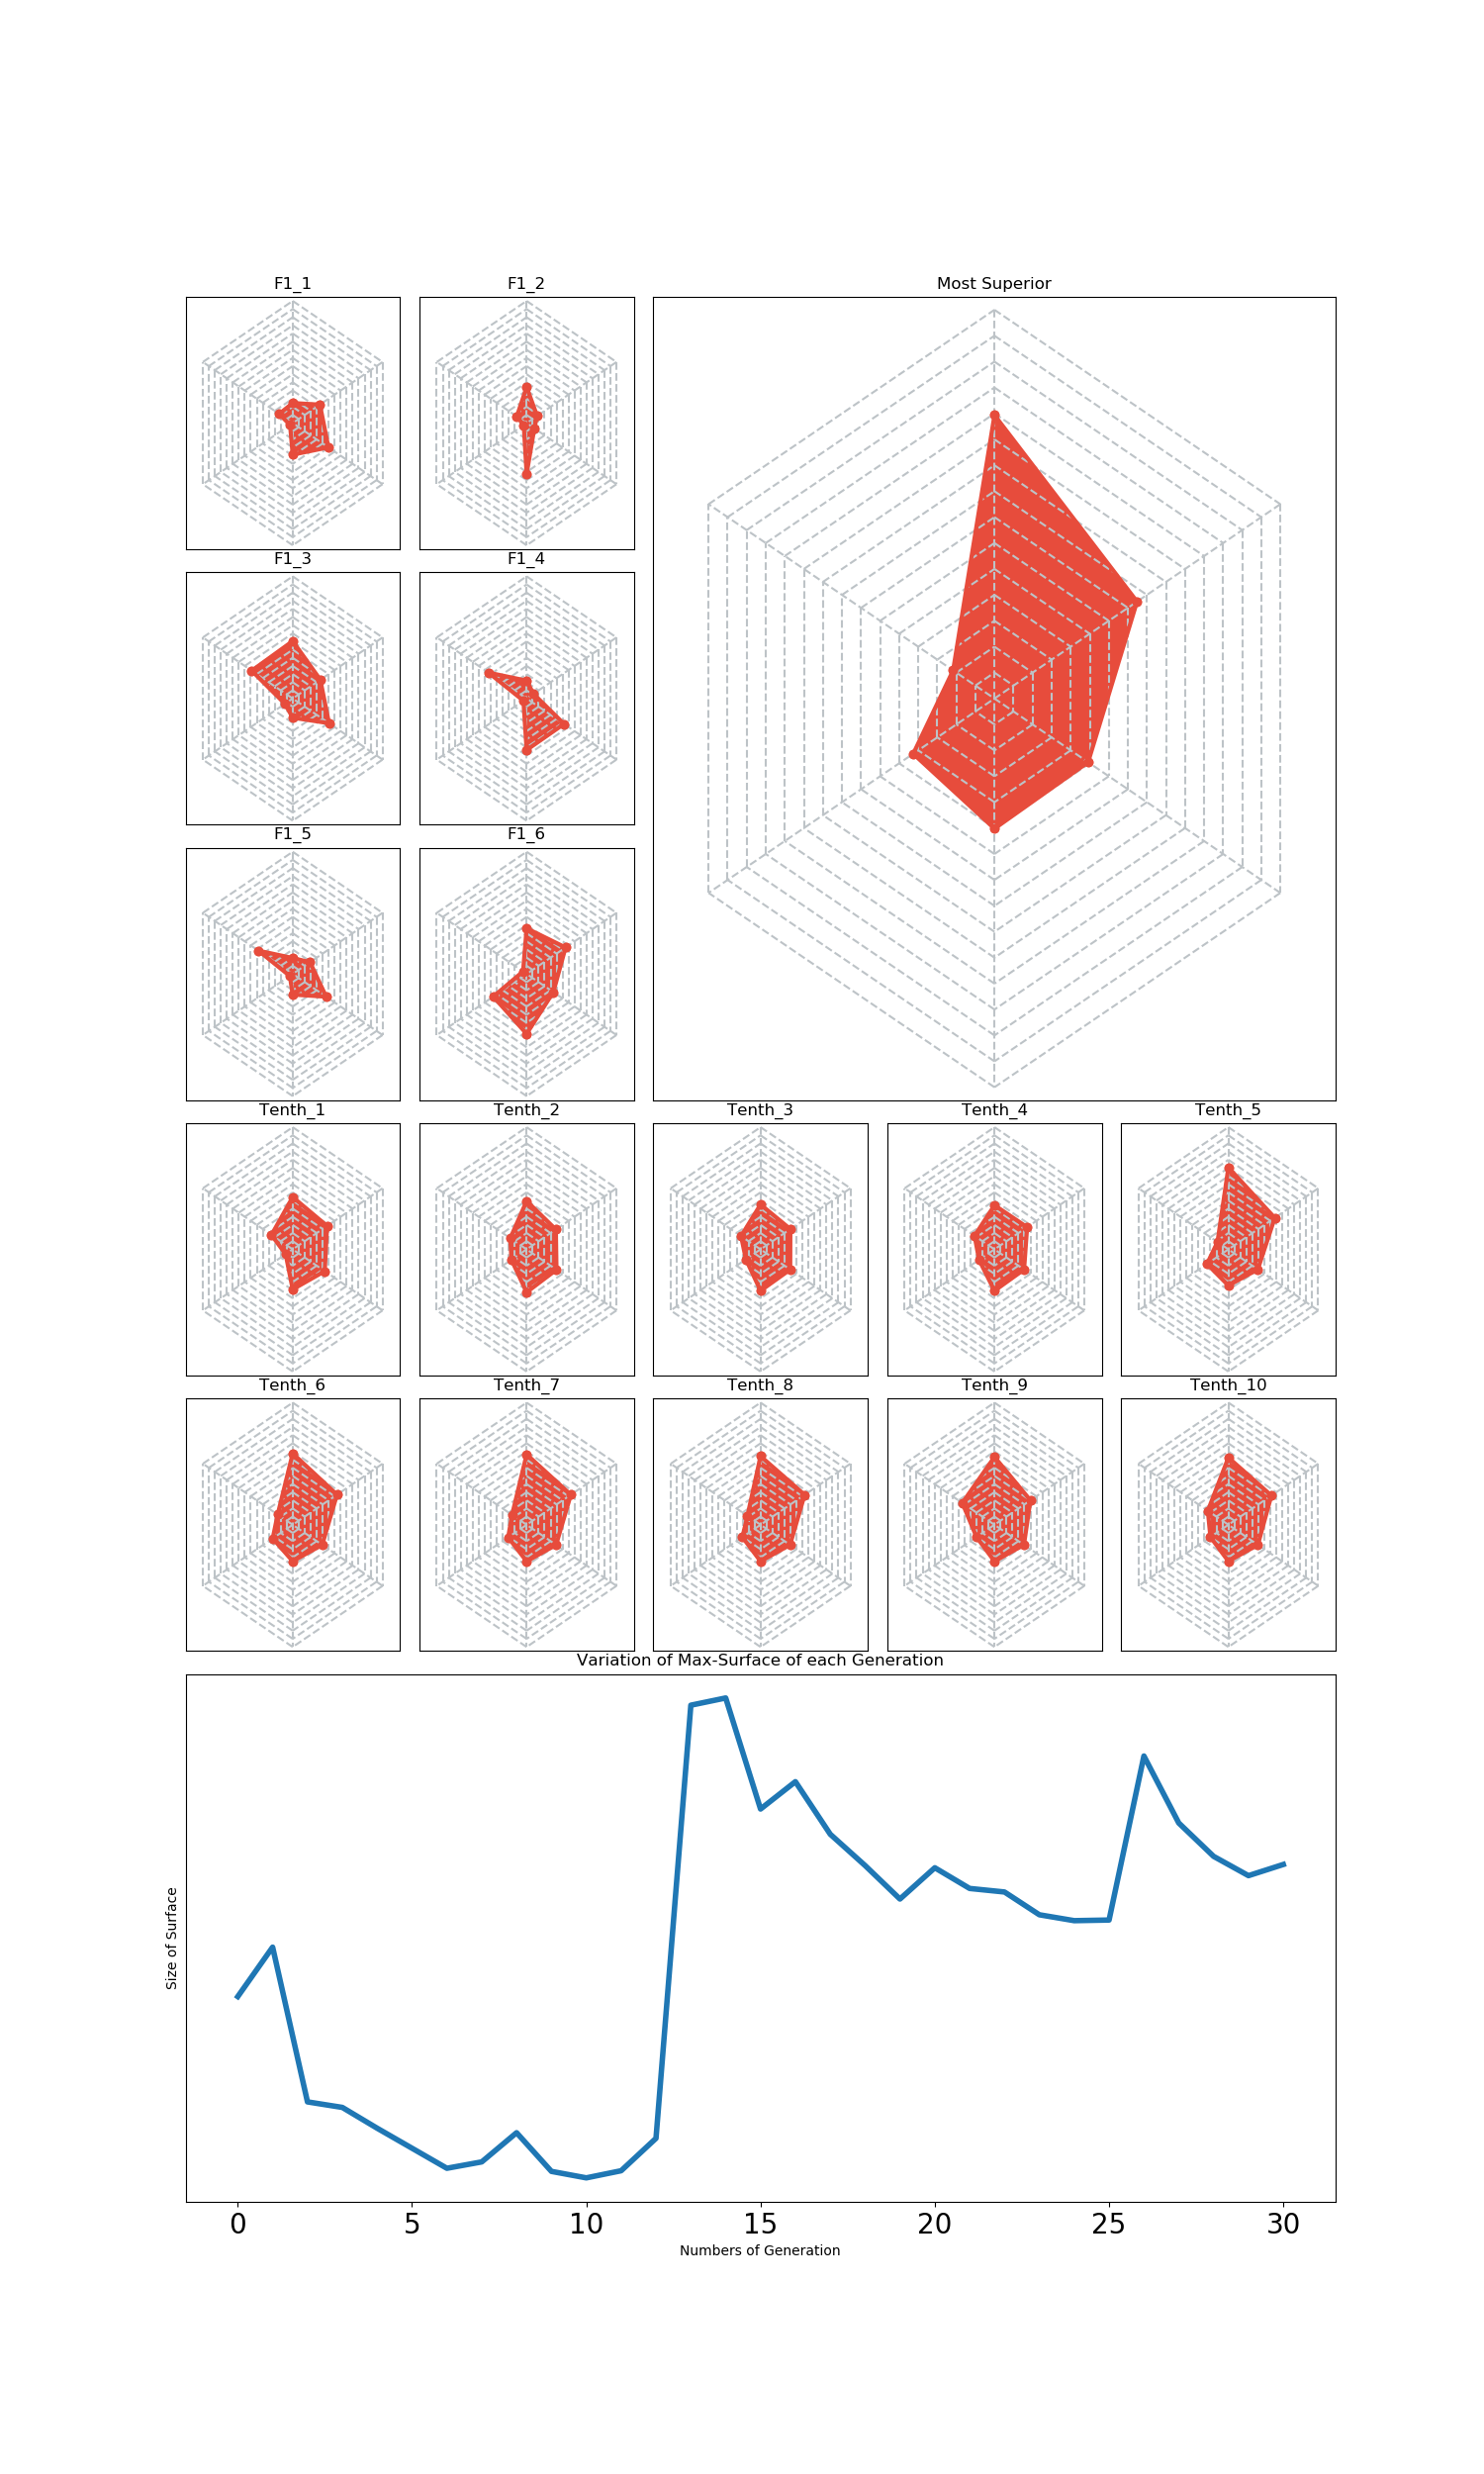 F1_1
F1_2
Most Superior
F1_3
F1_4
F1_5
F1_6
Tenth_1
Tenth_2
Tenth_3
Tenth_4
Tenth_5
Tenth_6
Tenth_7
Tenth_8
Tenth_9
Tenth_10
Variation of Max-Surface of each Generation
Size of Surface
0 5 10 15 20 25 30
Numbers of Generation